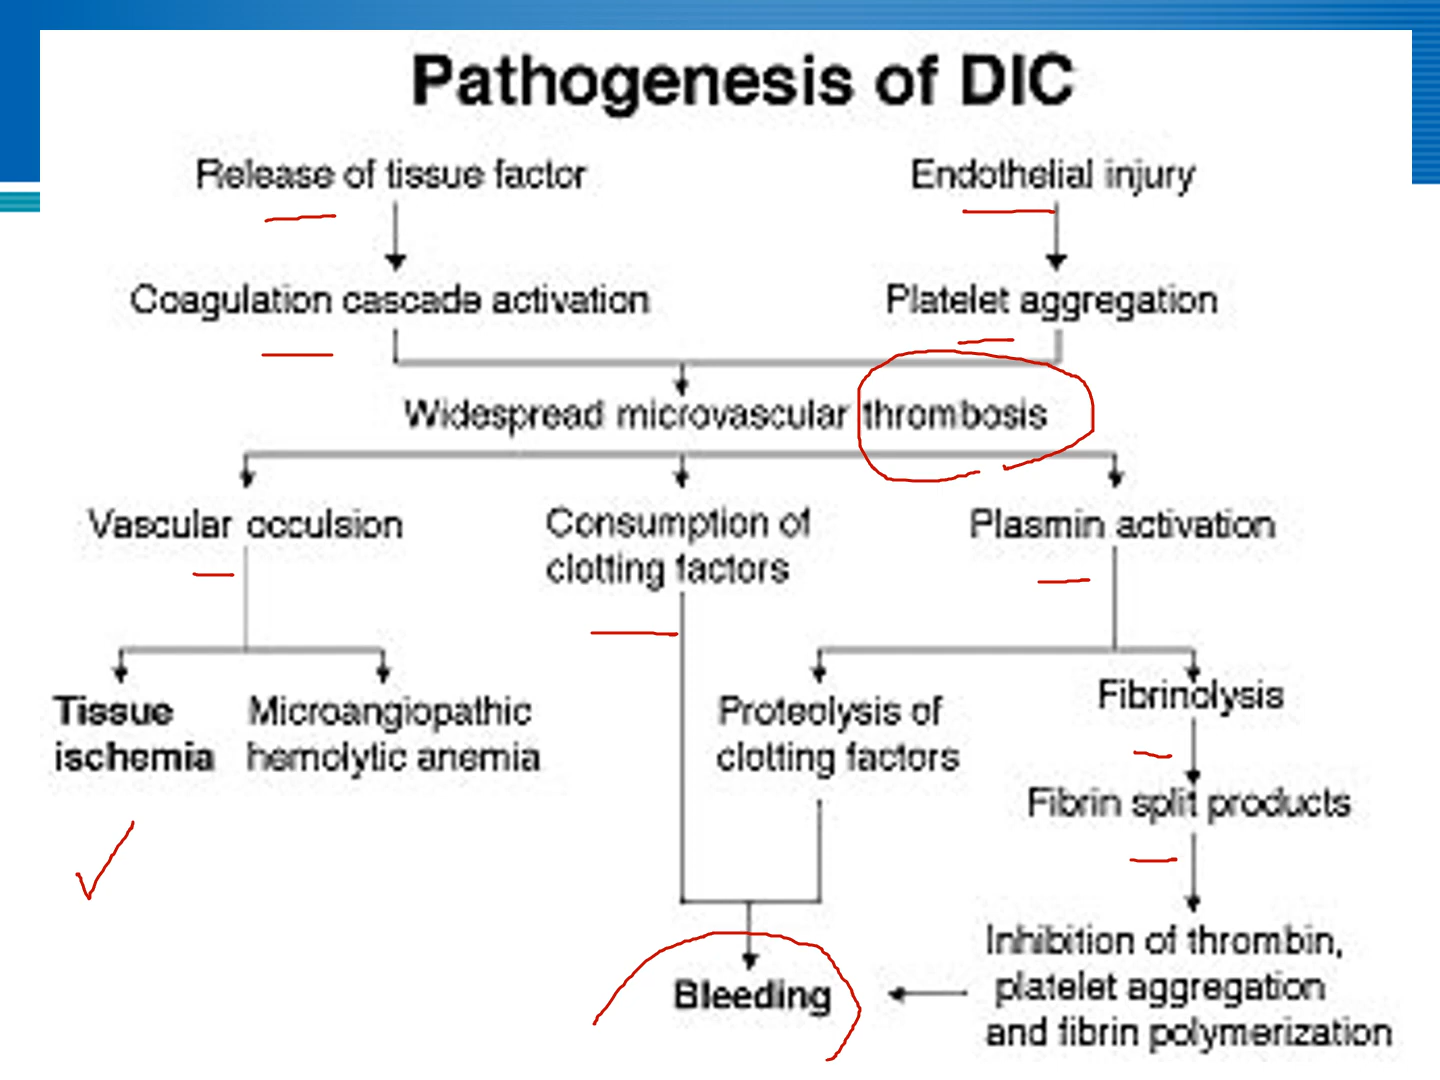 Pathogenesis of DIC
Release of tissue factor
Endothelial injury
Coagulation cascade activation
Platelet aggregation
Widespread microvascular thrombosis
Vascular occulsion
Consumption of
clotting factors
Plasmin activation
Tissue
ischemia
Microangiopathic
hemolytic anemia
Proteolysis of
clotting factors
Fibrinolysis
Fibrin split products
Inhibition of thrombin,
platelet aggregation
and fibrin polymerization
Bleeding